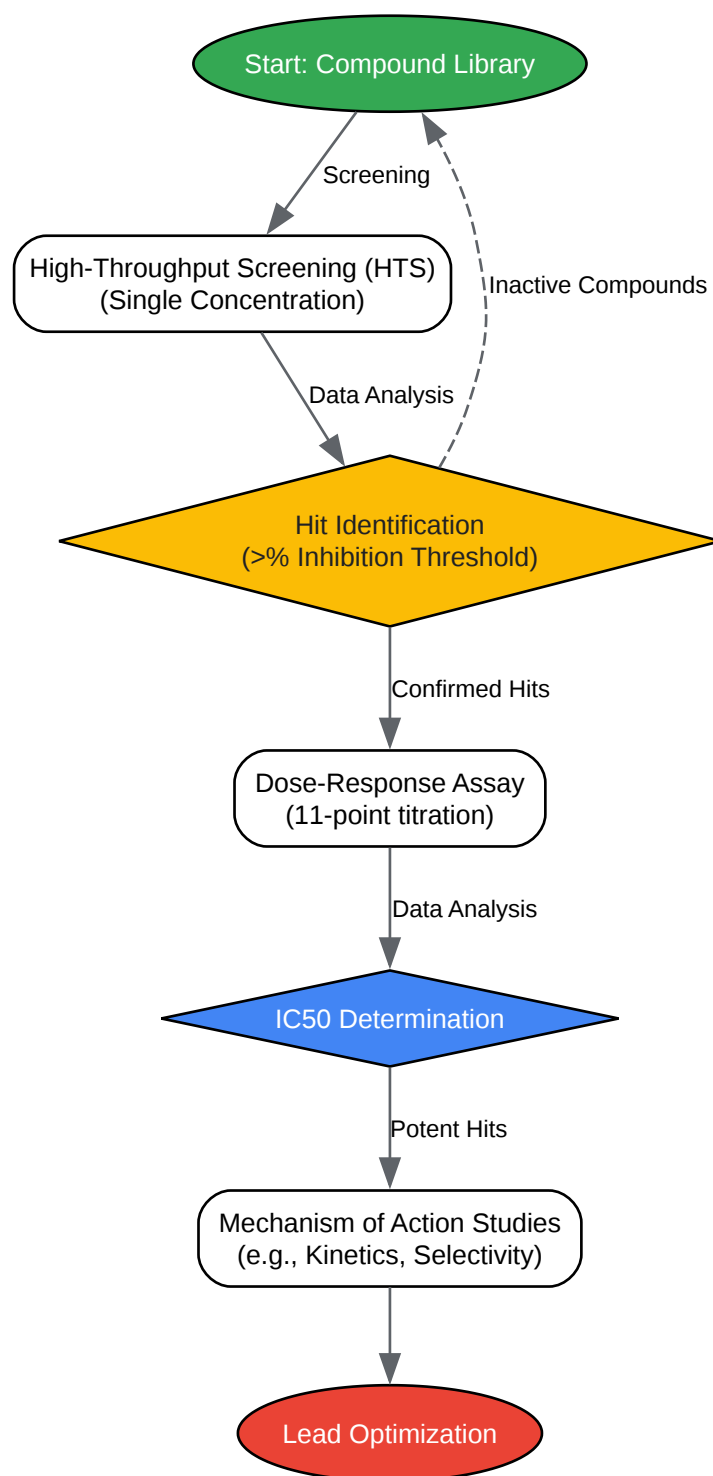 Start: Compound Library
Screening
High-Throughput Screening (HTS)
(Single Concentration)
Inactive Compounds
Data Analysis
Hit Identification
(>% Inhibition Threshold)
Confirmed Hits
Dose-Response Assay
(11-point titration)
Data Analysis
IC50 Determination
Potent Hits
Mechanism of Action Studies
(e.g., Kinetics, Selectivity)
Lead Optimization